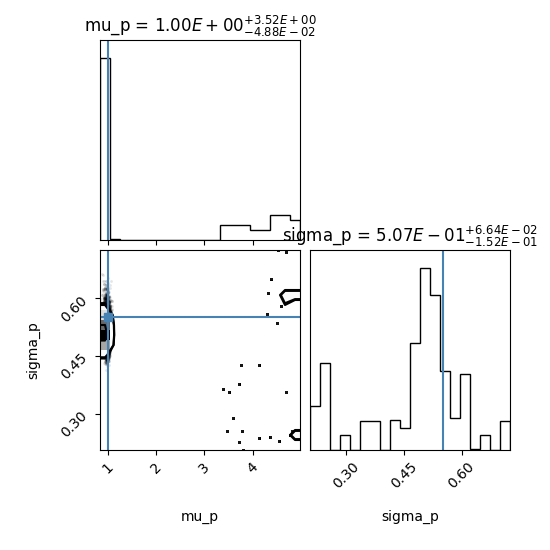 mu_p = 1.00E + 00+3.52E + 00
−4.88E − 02
sigma_p = 5.07E − 01+6.64E − 02
−1.52E − 01
sigma_p
0.60
0.45
0.30
1
2
3
4
mu_p
0.30
0.45
0.60
sigma_p